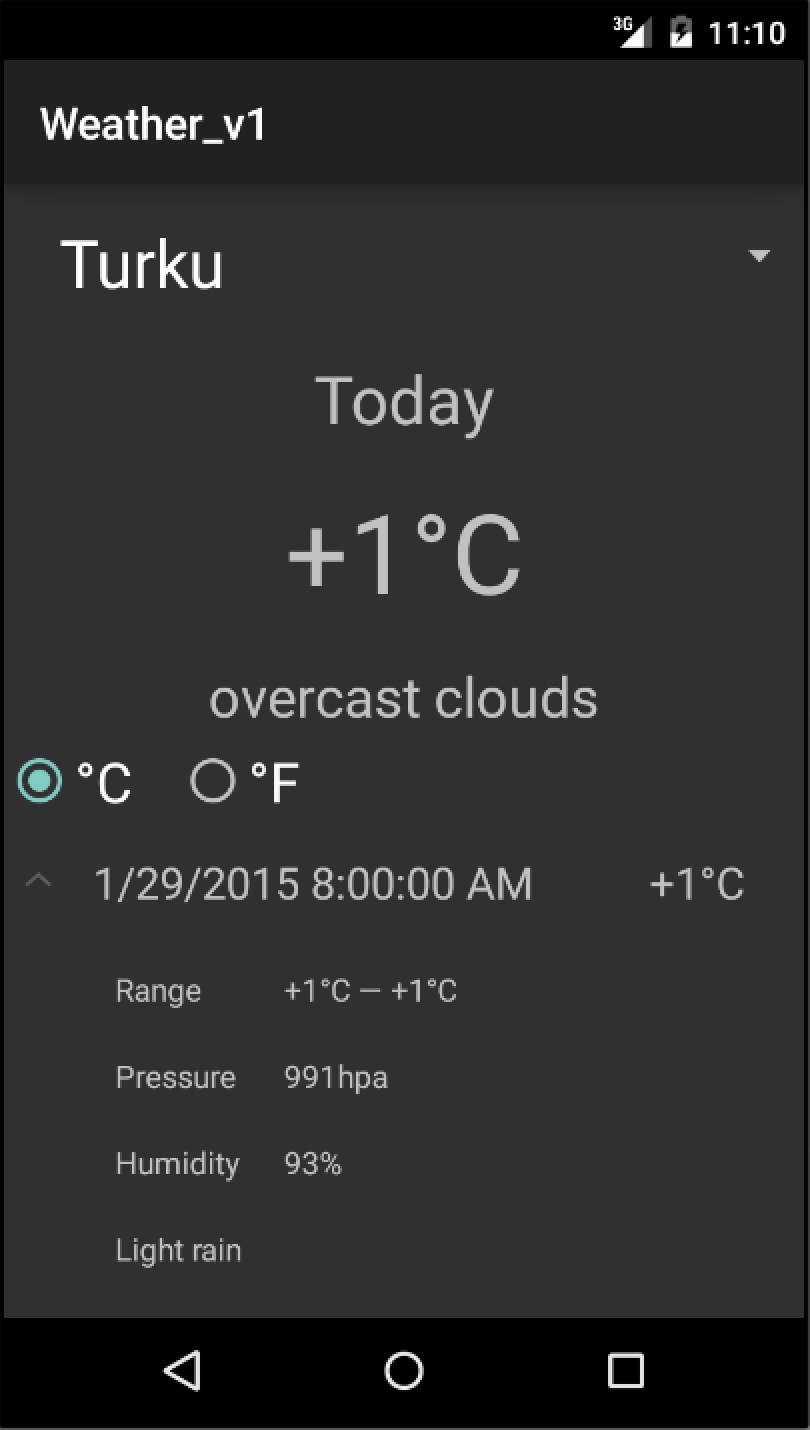 3G 11:10
Weather_v1
Turku
Today
+1°C
overcast clouds
°C °F
1/29/2015 8:00:00 AM +1°C
Range +1°C — +1°C
Pressure 991hpa
Humidity 93%
Light rain